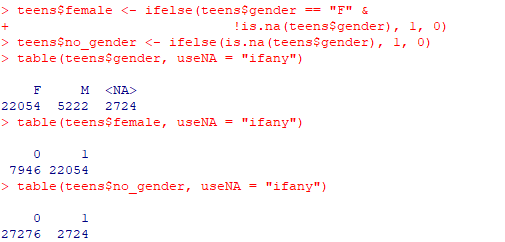 > teens$female <- ifelse(teens$gender == "F" &
+                          !is.na(teens$gender), 1, 0)
> teens$no_gender <- ifelse(is.na(teens$gender), 1, 0)
> table(teens$gender, useNA = "ifany")

    F     M  <NA>
22054  5222  2724
> table(teens$female, useNA = "ifany")

    0     1
 7946 22054
> table(teens$no_gender, useNA = "ifany")

    0     1
27276  2724